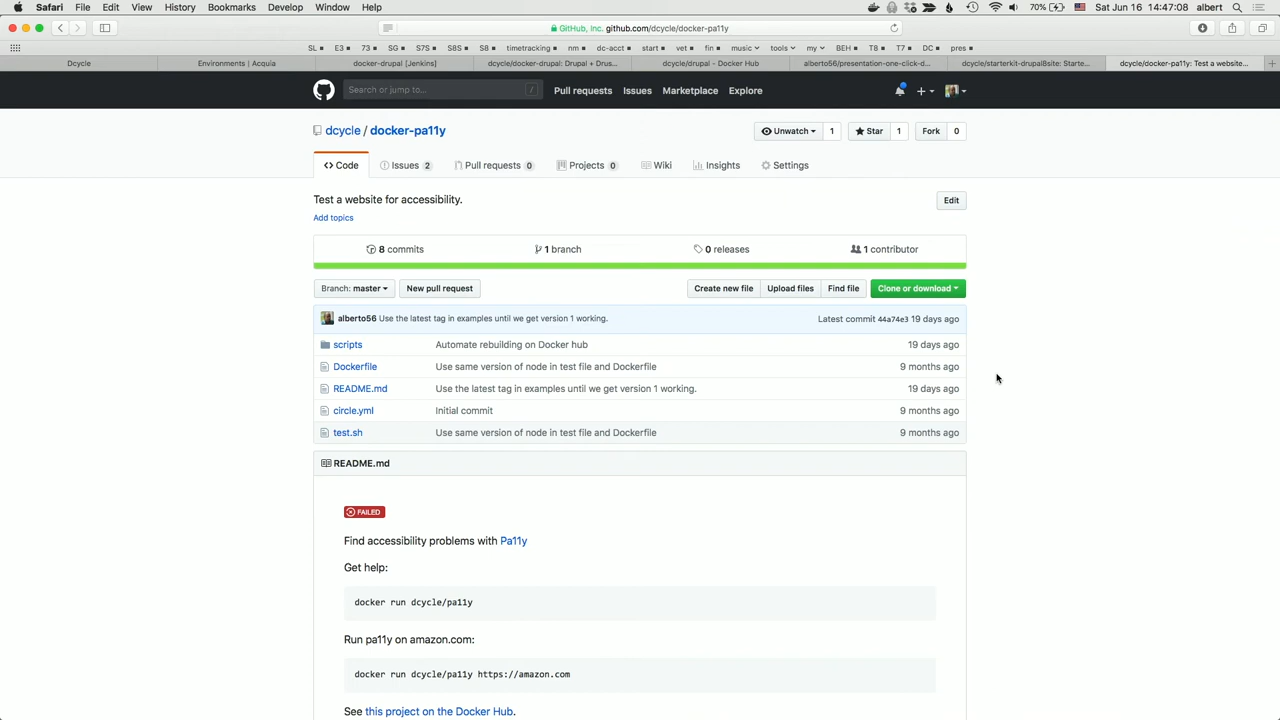 Safari File Edit View History Bookmarks Develop Window Help 70% Sat Jun 16 14:47:08 albert
GitHub, Inc. github.com/dcycle/docker-pa11y
SL E3 73 SG S7S S8S S8 timetracking nm dc-acct start vet fin music tools my BEH T8 T7 DC pres
Dcycle Environments | Acquia docker-drupal [Jenkins] dcycle/docker-drupal: Drupal + Drus... dcycle/drupal - Docker Hub alberto56/presentation-one-click-d... dcycle/starterkit-drupal8site: Starte... dcycle/docker-pa11y: Test a website...
Search or jump to... / Pull requests Issues Marketplace Explore
dcycle / docker-pa11y Unwatch 1 Star 1 Fork 0
Code Issues 2 Pull requests 0 Projects 0 Wiki Insights Settings
Test a website for accessibility. Edit
Add topics
8 commits 1 branch 0 releases 1 contributor
Branch: master New pull request Create new file Upload files Find file Clone or download
alberto56 Use the latest tag in examples until we get version 1 working. Latest commit 44a74e3 19 days ago
scripts Automate rebuilding on Docker hub 19 days ago
Dockerfile Use same version of node in test file and Dockerfile 9 months ago
README.md Use the latest tag in examples until we get version 1 working. 19 days ago
circle.yml Initial commit 9 months ago
test.sh Use same version of node in test file and Dockerfile 9 months ago
README.md
FAILED
Find accessibility problems with Pa11y
Get help:
docker run dcycle/pa11y
Run pa11y on amazon.com:
docker run dcycle/pa11y https://amazon.com
See this project on the Docker Hub.